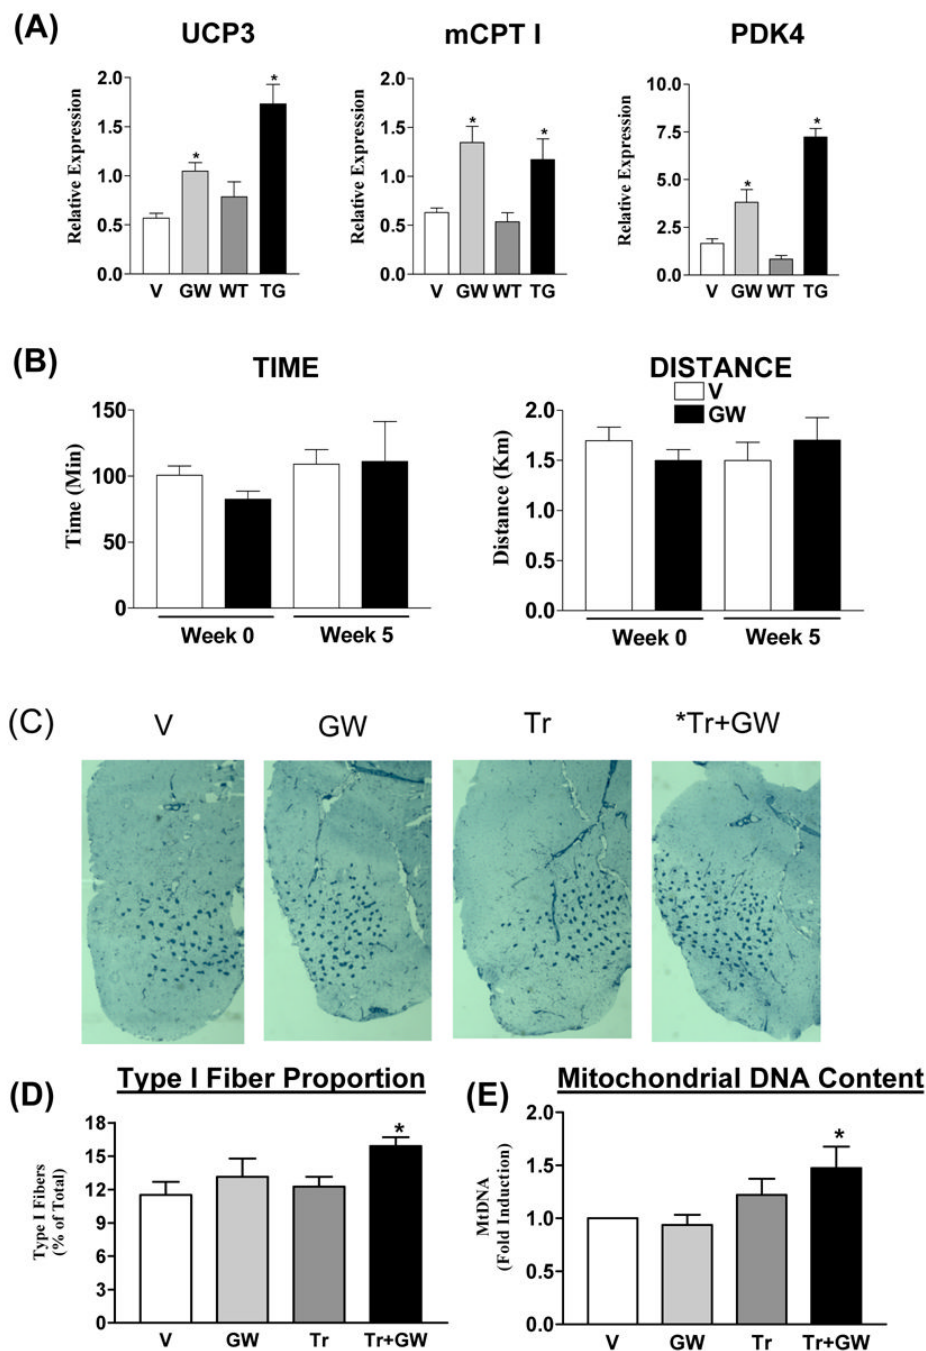 (A)
UCP3
mCPT I
PDK4
Relative Expression
2.0
1.5
1.0
0.5
0.0
V GW WT TG
*
*
Relative Expression
2.0
1.5
1.0
0.5
0.0
V GW WT TG
*
*
Relative Expression
10.0
7.5
5.0
2.5
0.0
V GW WT TG
*
*
(B)
TIME
Time (Min)
150
100
50
0
Week 0 Week 5
DISTANCE
V
GW
Distance (Km)
2.0
1.5
1.0
0.5
0.0
Week 0 Week 5
(C)
V GW Tr *Tr+GW
(D)
Type I Fiber Proportion
Type I Fibers
(% of Total)
18
15
12
9
6
3
0
*
V GW Tr Tr+GW
(E)
Mitochondrial DNA Content
MtDNA
(Fold Induction)
2.0
1.5
1.0
0.5
0.0
*
V GW Tr Tr+GW